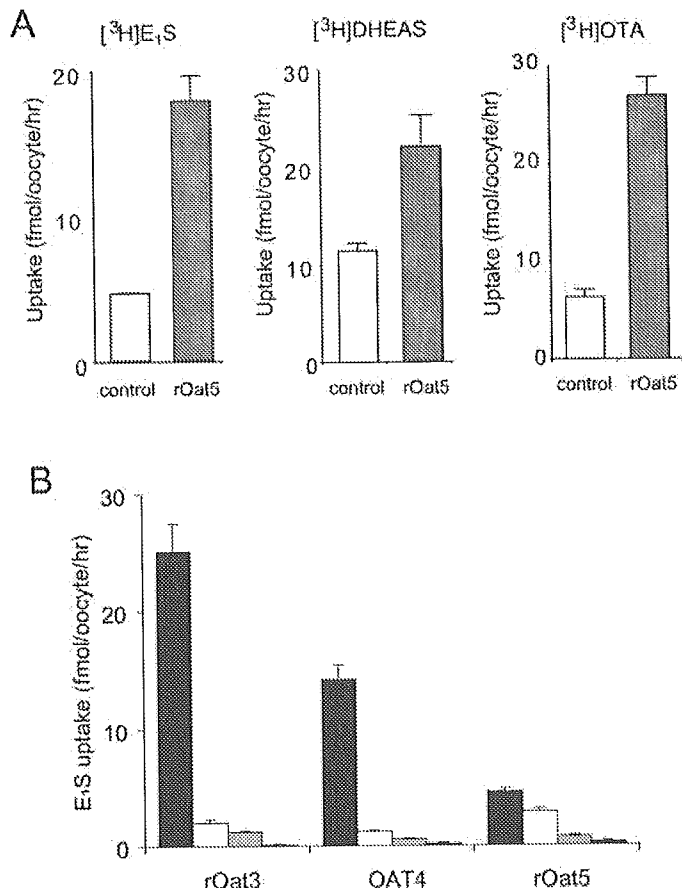 A
[³H]E₁S
[³H]DHEAS
[³H]OTA
Uptake (fmol/oocyte/hr)
20
10
0
control rOat5
Uptake (fmol/oocyte/hr)
30
20
10
0
control rOat5
Uptake (fmol/oocyte/hr)
30
20
10
0
control rOat5
B
E₁S uptake (fmol/oocyte/hr)
30
20
10
0
rOat3 OAT4 rOat5